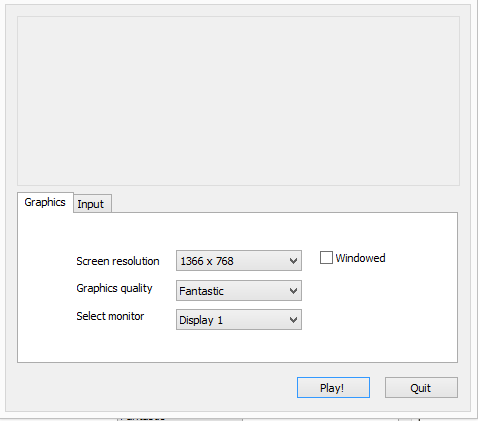 Graphics Input
Screen resolution 1366 x 768 Windowed
Graphics quality Fantastic
Select monitor Display 1
Play! Quit